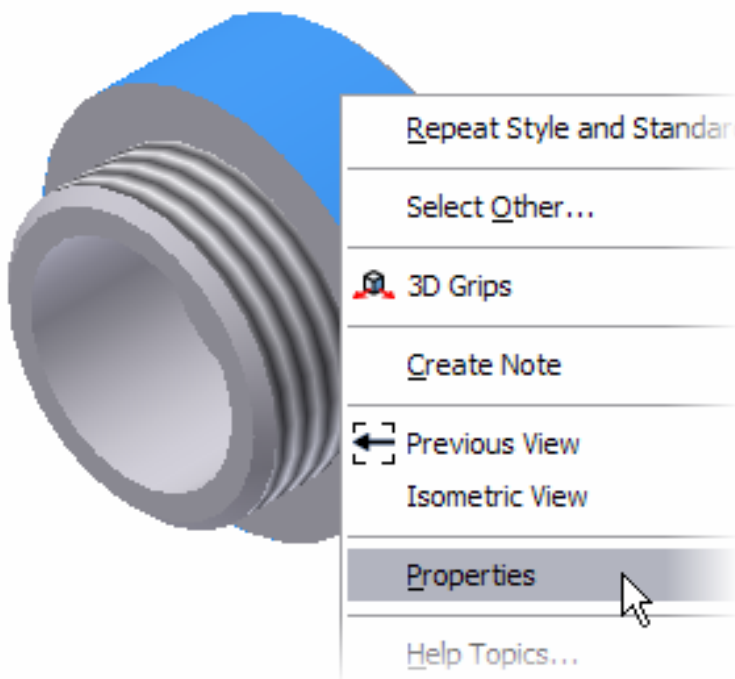 Repeat Style and Standar
Select Other...
3D Grips
Create Note
Previous View
Isometric View
Properties
Help Topics...